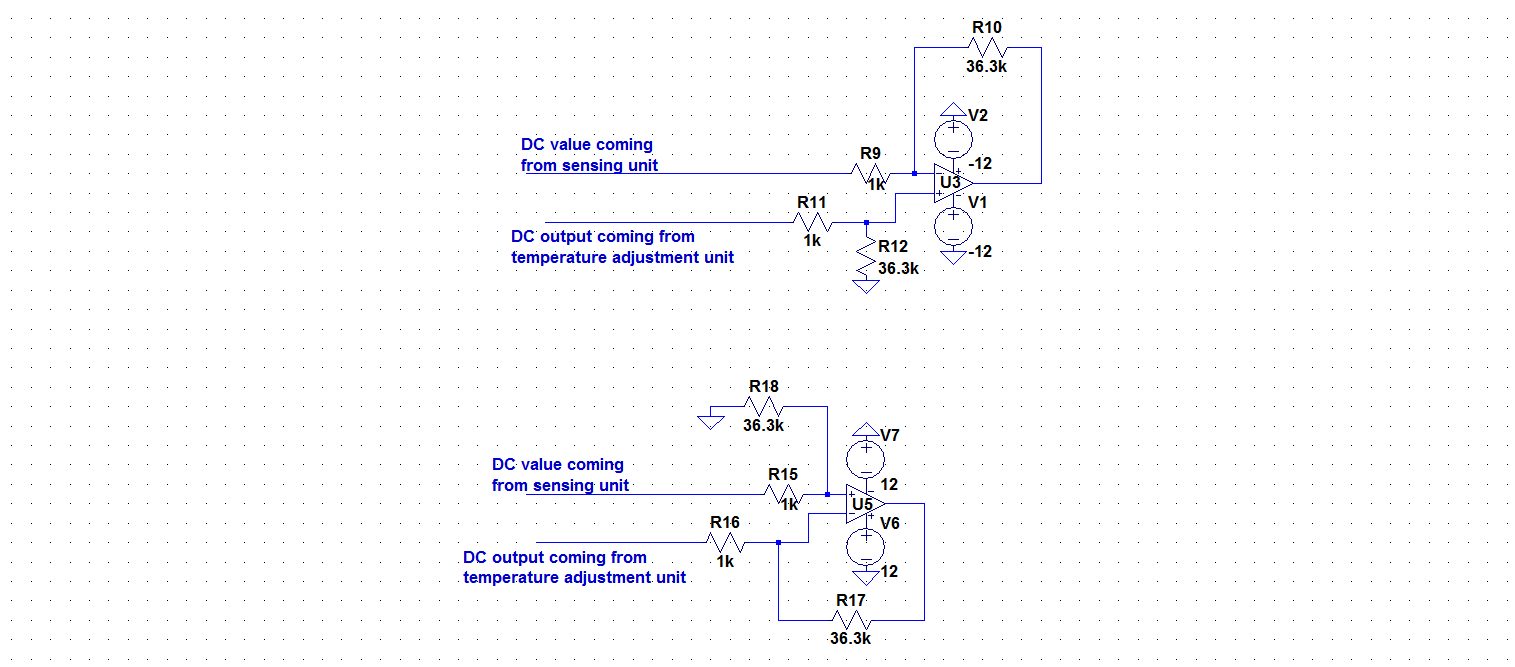 R10
36.3k
V2
DC value coming
from sensing unit
R9
1k
-12
U3
R11
1k
V1
DC output coming from
temperature adjustment unit
R12
36.3k
-12
R18
36.3k
V7
DC value coming
from sensing unit
R15
1k
12
U5
R16
1k
V6
DC output coming from
temperature adjustment unit
12
R17
36.3k